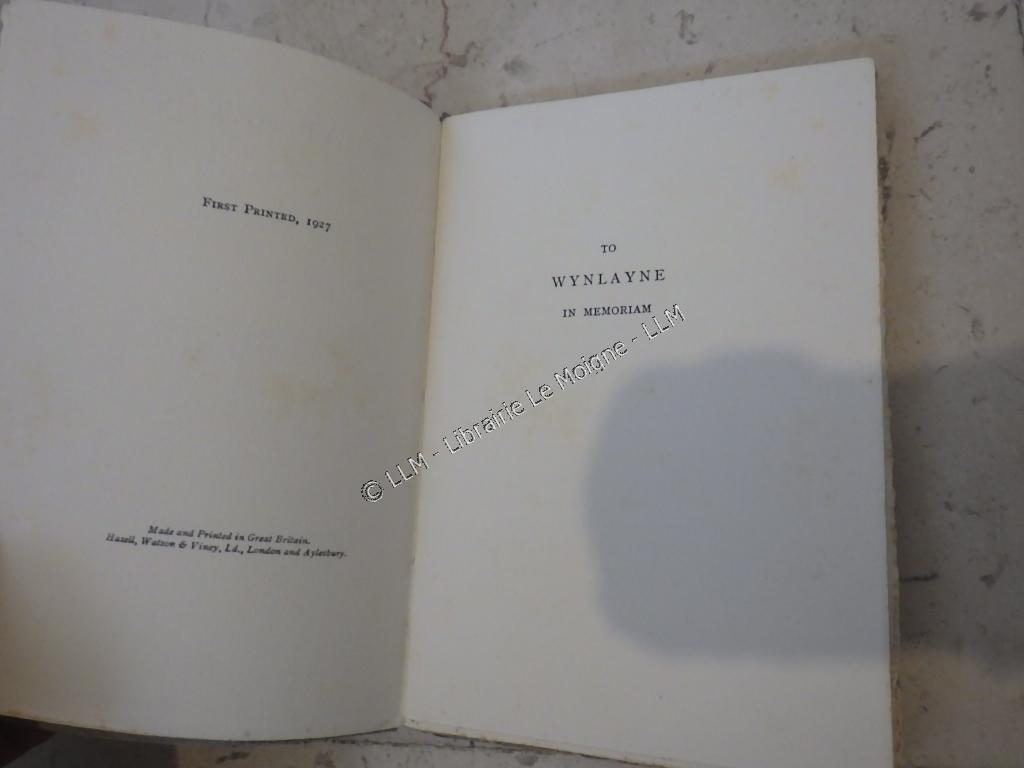 First Printed, 1927
Made and Printed in Great Britain.
Hazell, Watson & Viney, Ld., London and Aylesbury.
TO
WYNLAYNE
IN MEMORIAM
© LLM - Librairie Le Moigne - LLM